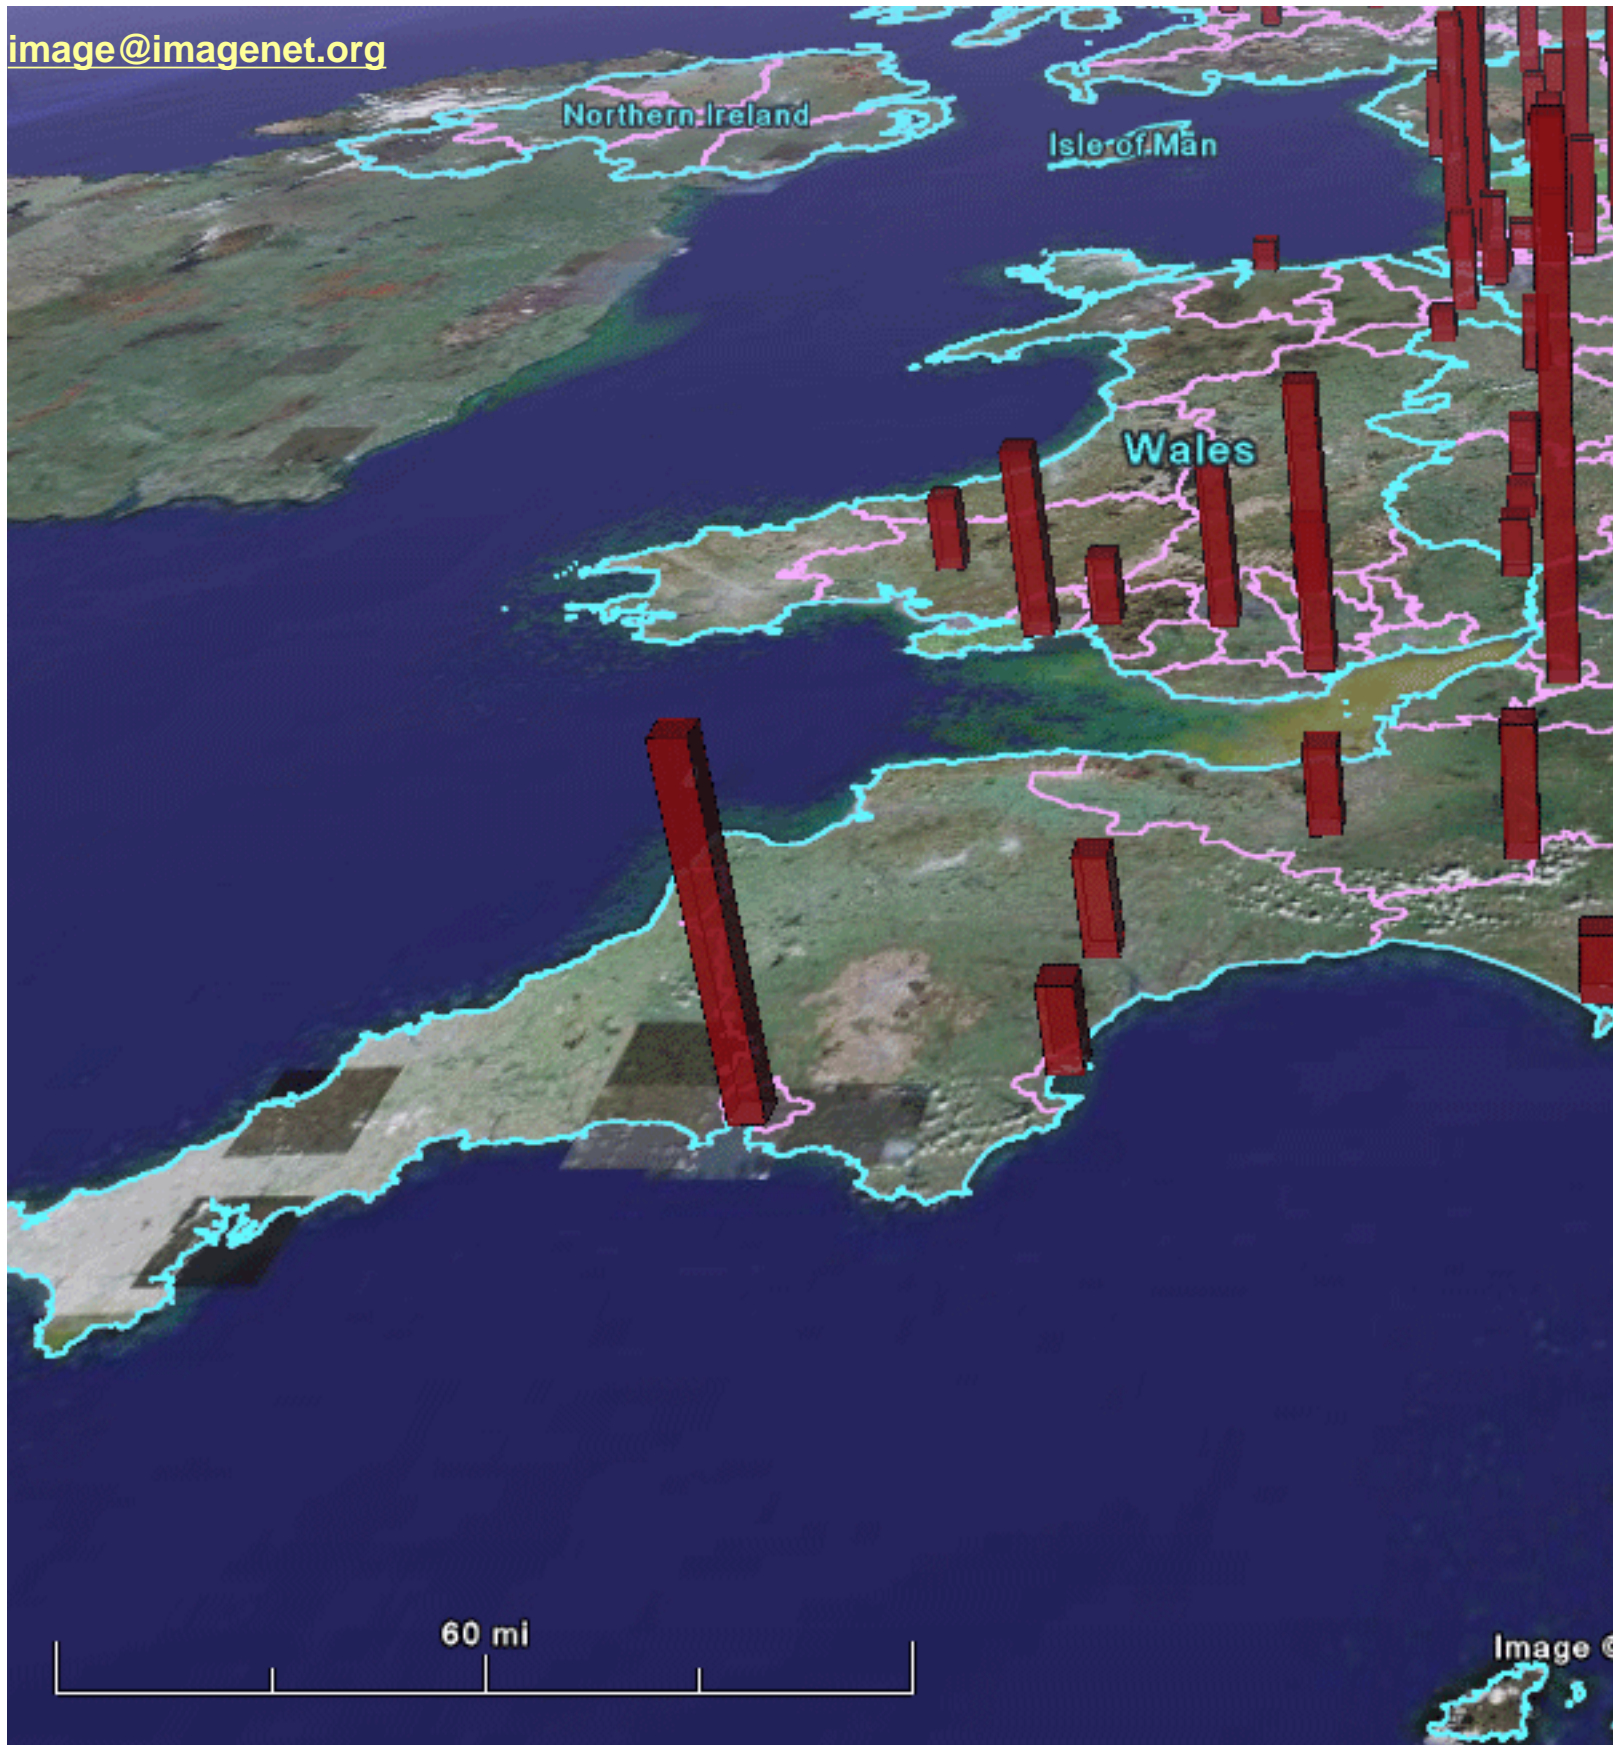 image@imagenet.org
Northern Ireland
Isle of Man
Wales
60 mi
Image ©